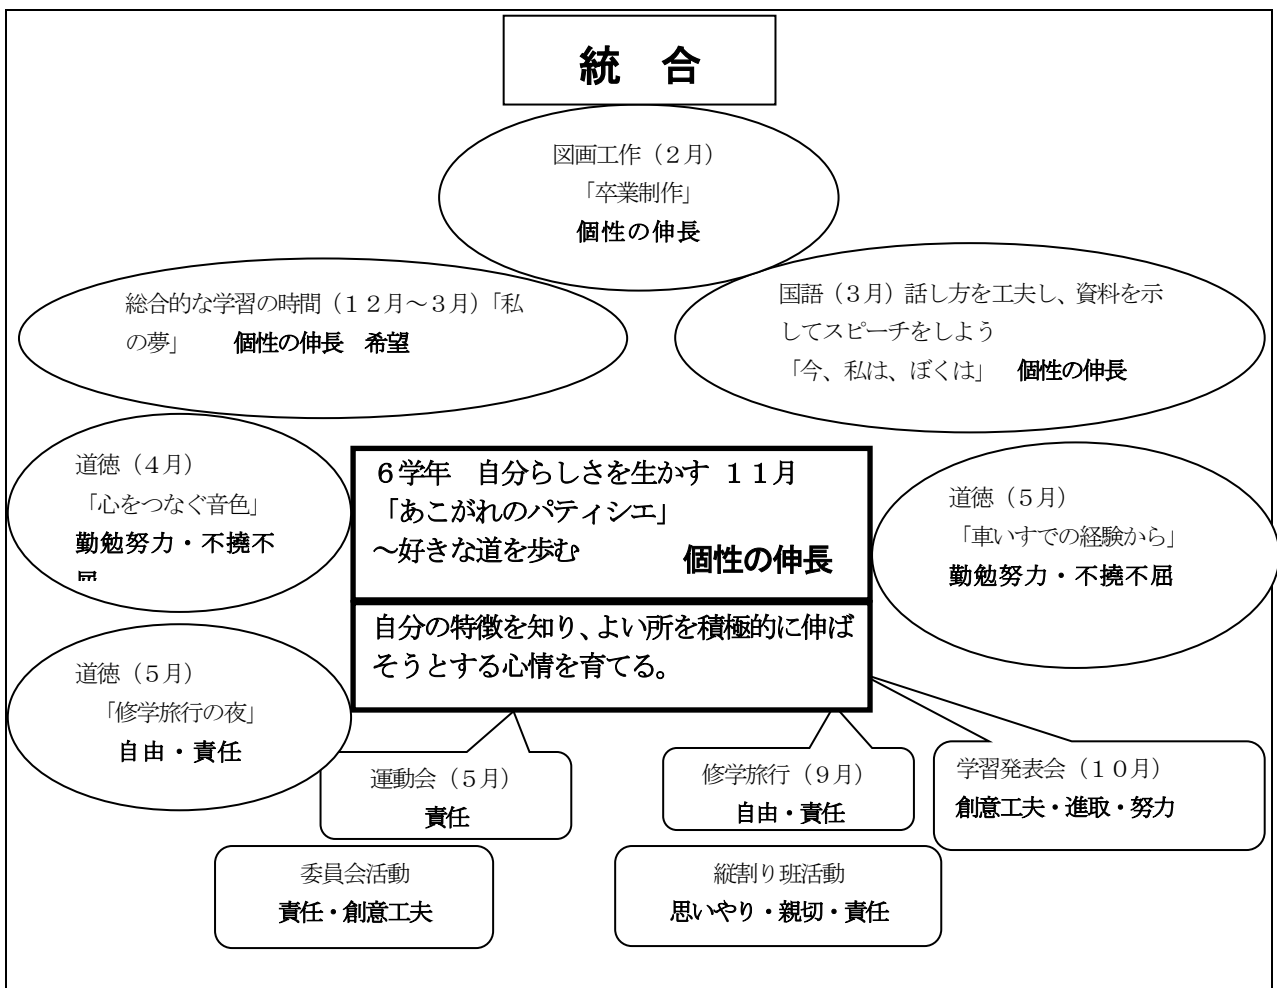 統　合
図画工作（２月）
「卒業制作」
個性の伸長
総合的な学習の時間（１２月～３月）「私
の夢」　個性の伸長　希望
国語（３月）話し方を工夫し、資料を示
してスピーチをしよう
「今、私は、ぼくは」　個性の伸長
道徳（４月）
「心をつなぐ音色」
勤勉努力・不撓不
屈
６学年　自分らしさを生かす １１月
「あこがれのパティシエ」
～好きな道を歩む　個性の伸長
自分の特徴を知り、よい所を積極的に伸ば
そうとする心情を育てる。
道徳（５月）
「車いすでの経験から」
勤勉努力・不撓不屈
道徳（５月）
「修学旅行の夜」
自由・責任
運動会（５月）
責任
修学旅行（９月）
自由・責任
学習発表会（１０月）
創意工夫・進取・努力
委員会活動
責任・創意工夫
縦割り班活動
思いやり・親切・責任